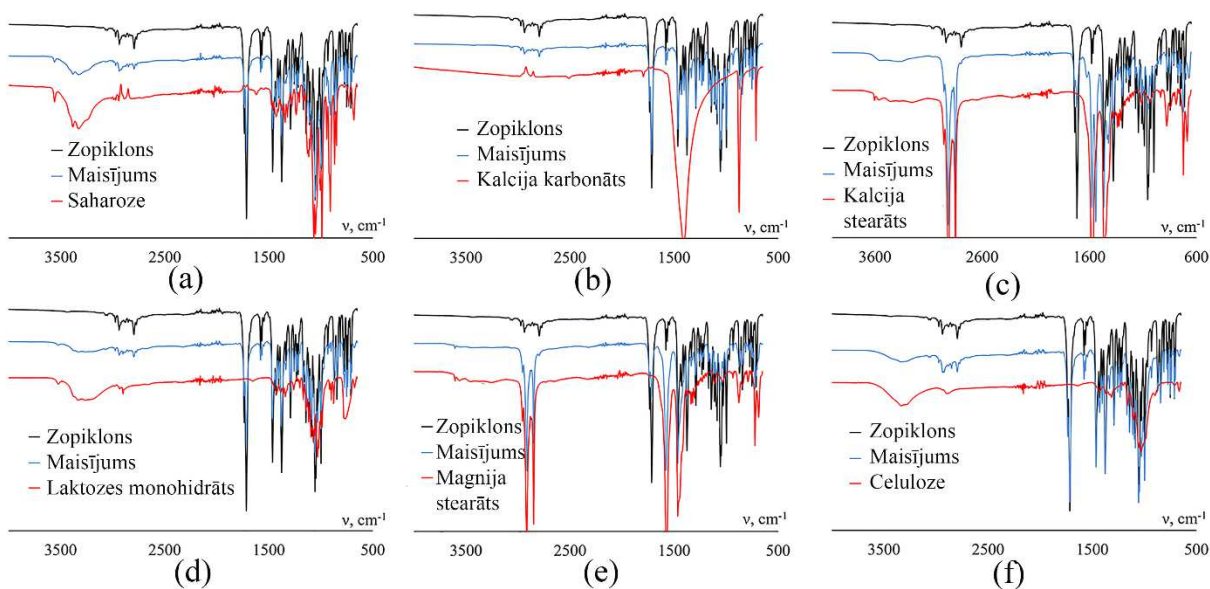 Zopiklons
Maisījums
Saharoze
ν, cm-1
3500 2500 1500 500
(a)
Zopiklons
Maisījums
Kalcija karbonāts
ν, cm-1
3500 2500 1500 500
(b)
Zopiklons
Maisījums
Kalcija
stearāts
ν, cm-1
3600 2600 1600 600
(c)
Zopiklons
Maisījums
Laktozes monohidrāts
ν, cm-1
3500 2500 1500 500
(d)
Zopiklons
Maisījums
Magnija
stearāts
ν, cm-1
3500 2500 1500 500
(e)
Zopiklons
Maisījums
Celuloze
ν, cm-1
3500 2500 1500 500
(f)